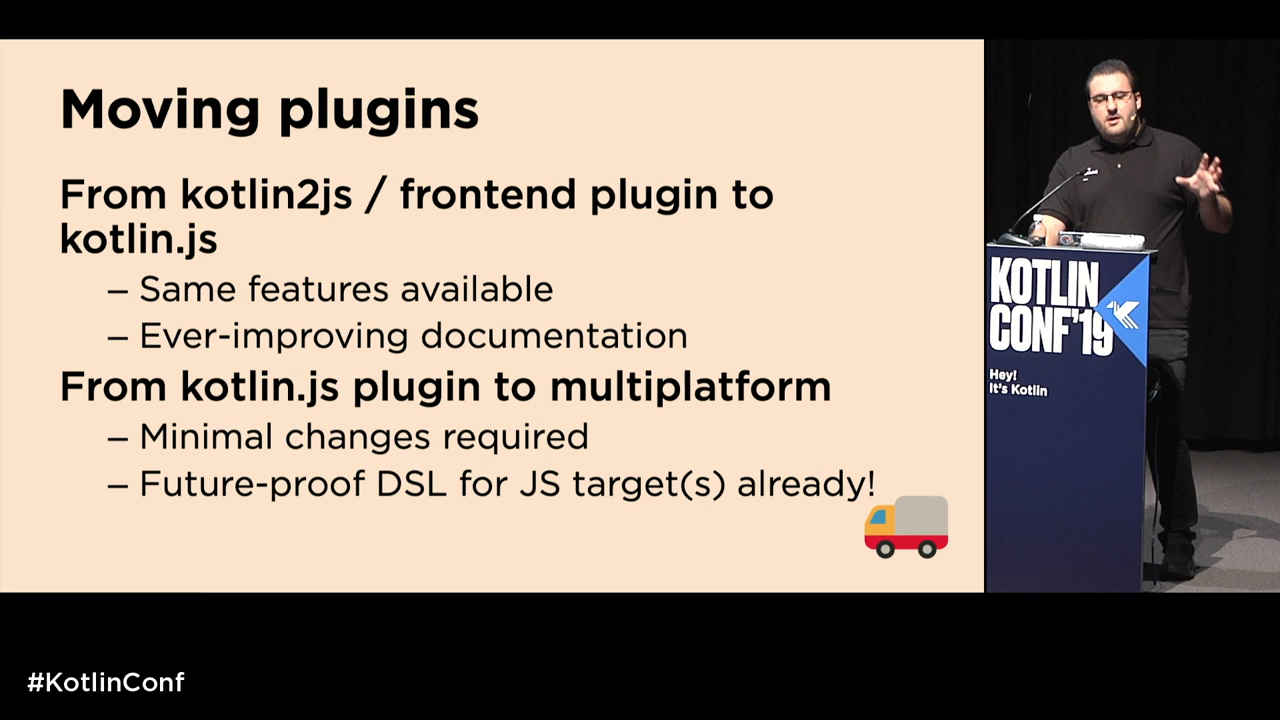 Moving plugins
From kotlin2js / frontend plugin to
kotlin.js
– Same features available
– Ever-improving documentation
From kotlin.js plugin to multiplatform
– Minimal changes required
– Future-proof DSL for JS target(s) already!
KOTLIN
CONF'19
Hey!
It's Kotlin
#KotlinConf